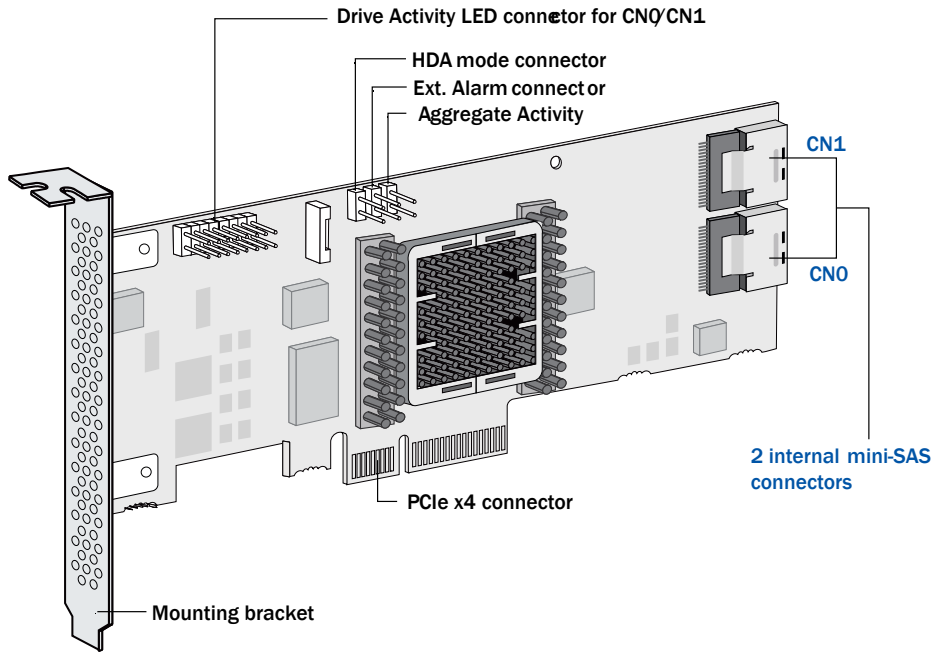 Drive Activity LED connector for CN0/CN1
HDA mode connector
Ext. Alarm connector
Aggregate Activity
CN1
CN0
2 internal mini-SAS
connectors
PCIe x4 connector
Mounting bracket